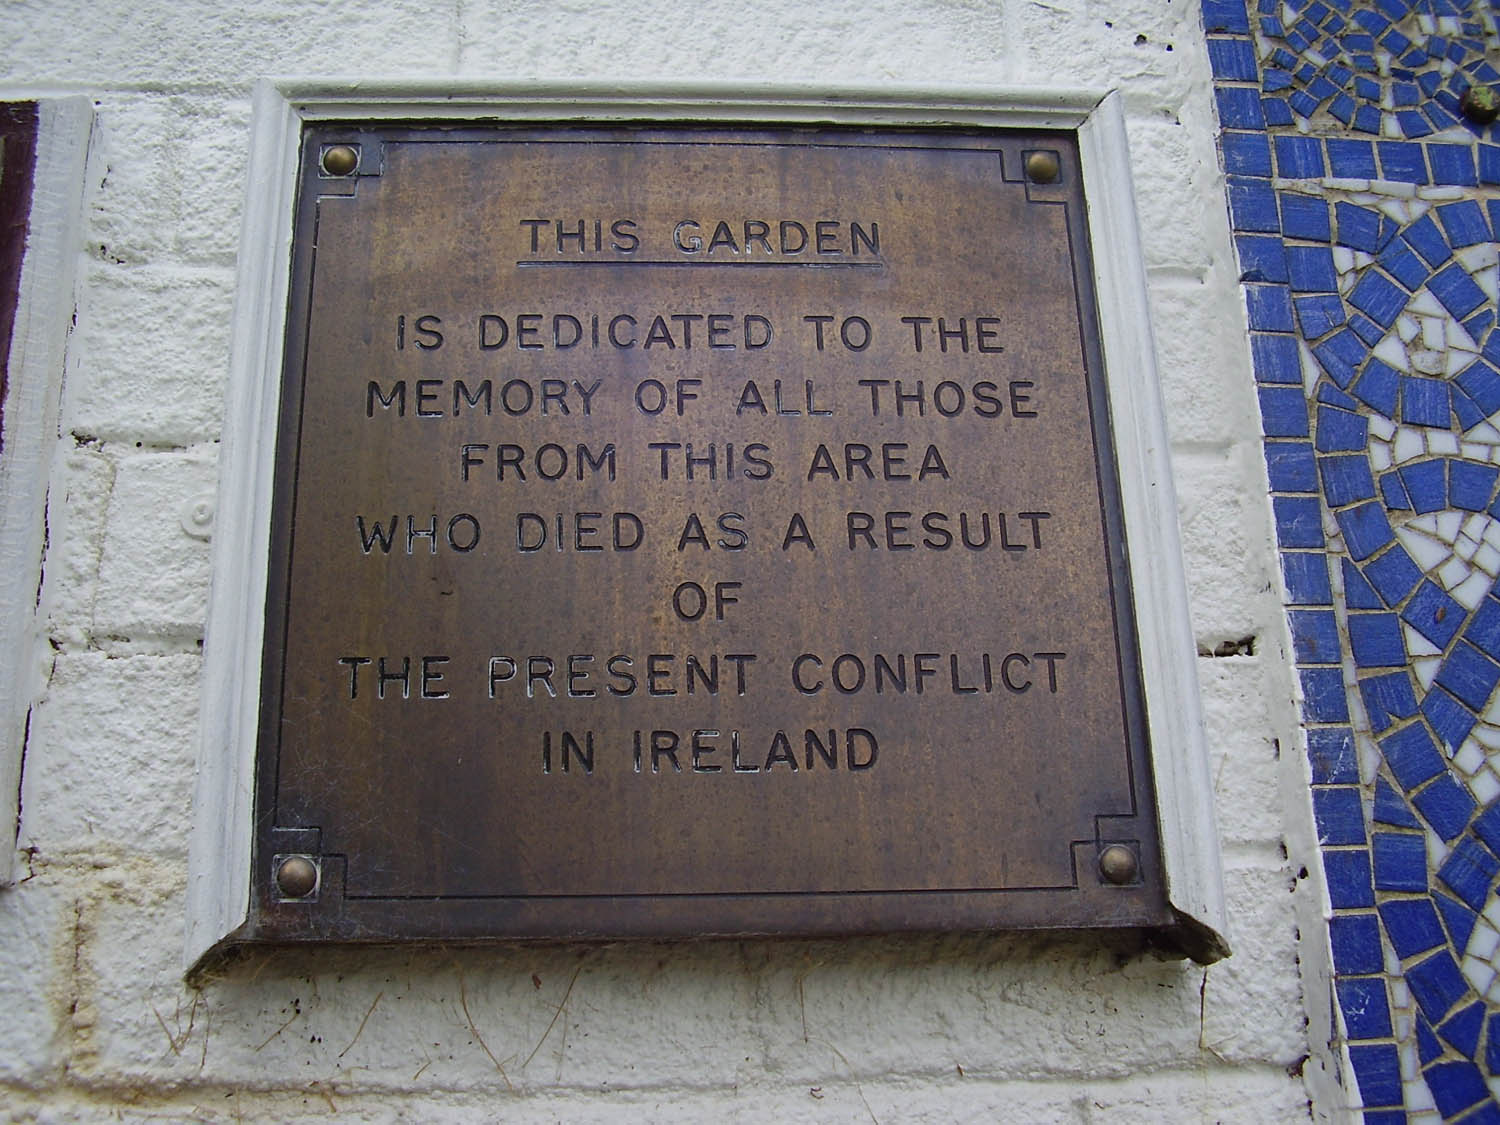 THIS GARDEN
IS DEDICATED TO THE
MEMORY OF ALL THOSE
FROM THIS AREA
WHO DIED AS A RESULT
OF
THE PRESENT CONFLICT
IN IRELAND